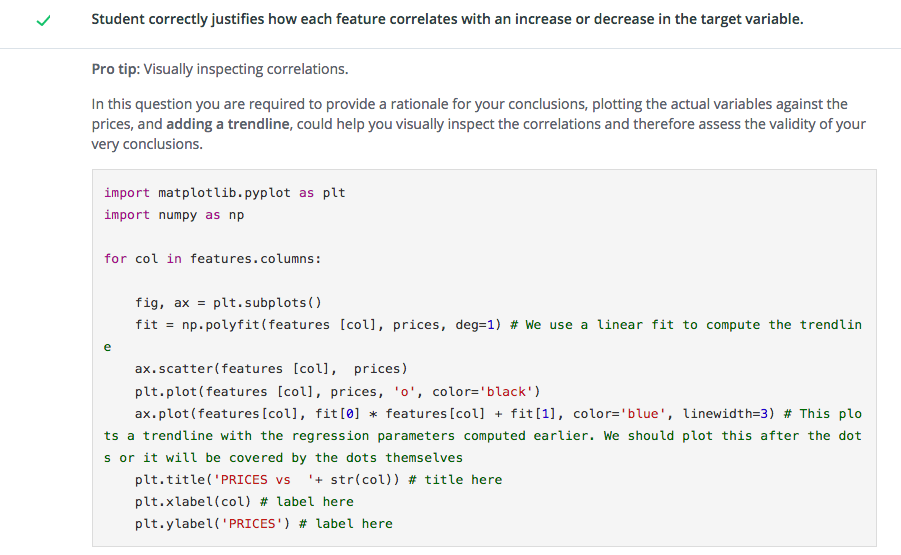 Student correctly justifies how each feature correlates with an increase or decrease in the target variable.
Pro tip: Visually inspecting correlations.
In this question you are required to provide a rationale for your conclusions, plotting the actual variables against the
prices, and adding a trendline, could help you visually inspect the correlations and therefore assess the validity of your
very conclusions.
import matplotlib.pyplot as plt
import numpy as np
for col in features.columns:
fig, ax = plt.subplots()
fit = np.polyfit(features [col], prices, deg=1) # We use a linear fit to compute the trendlin
e
ax.scatter(features [col],  prices)
plt.plot(features [col], prices, 'o', color='black')
ax.plot(features[col], fit[0] * features[col] + fit[1], color='blue', linewidth=3) # This plo
ts a trendline with the regression parameters computed earlier. We should plot this after the dot
s or it will be covered by the dots themselves
plt.title('PRICES vs  '+ str(col)) # title here
plt.xlabel(col) # label here
plt.ylabel('PRICES') # label here